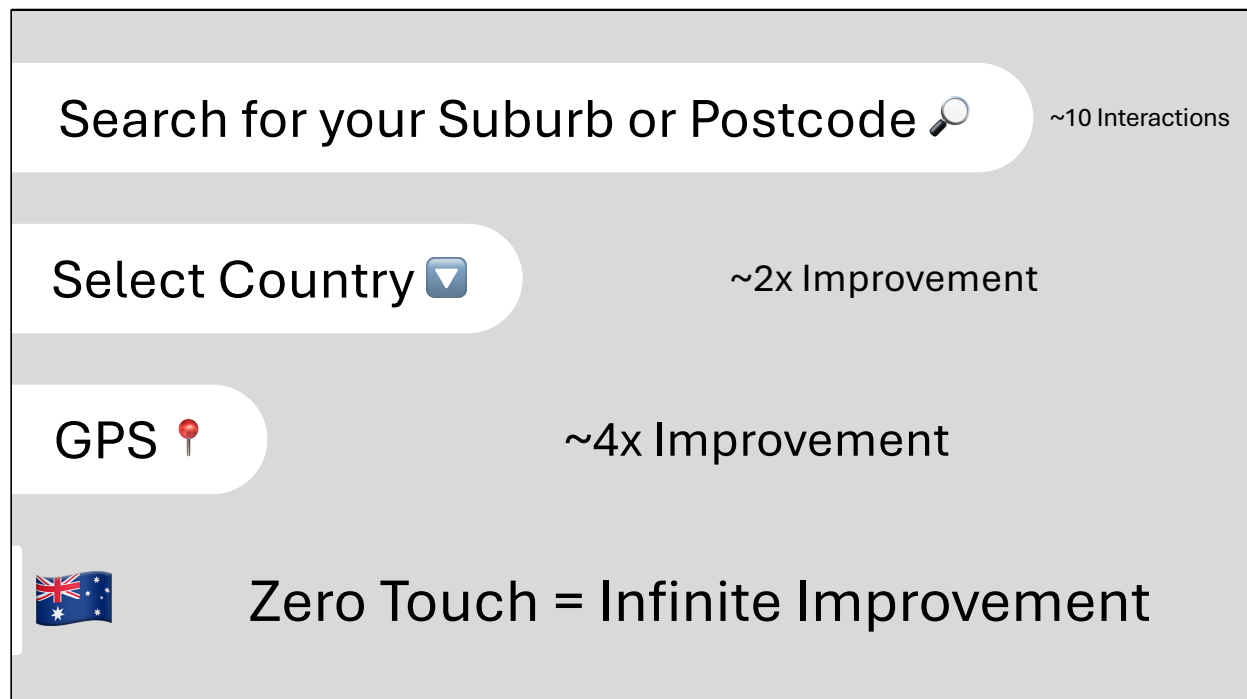 Search for your Suburb or Postcode 🔎 ~10 Interactions
Select Country 🔽 ~2x Improvement
GPS 📍 ~4x Improvement
🇦🇺 Zero Touch = Infinite Improvement